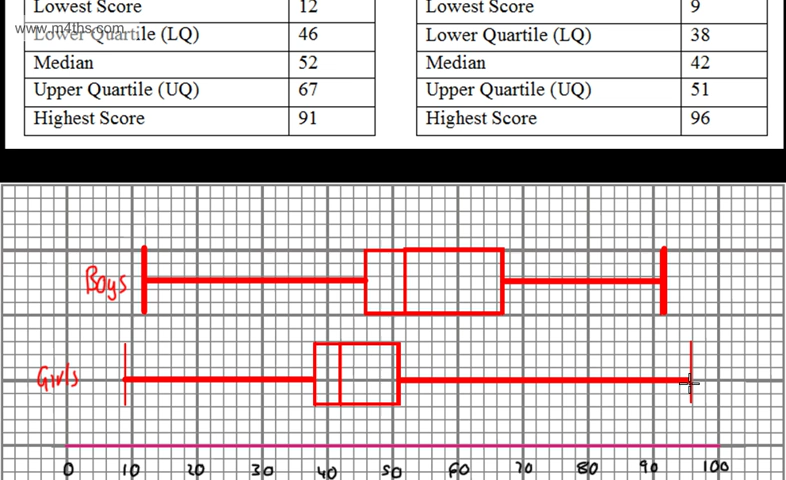 Lowest Score 12 Lowest Score 9
www.m4ths.com
Lower Quartile (LQ) 46 Lower Quartile (LQ) 38
Median 52 Median 42
Upper Quartile (UQ) 67 Upper Quartile (UQ) 51
Highest Score 91 Highest Score 96
Boys
Girls
0 10 20 30 40 50 60 70 80 90 100